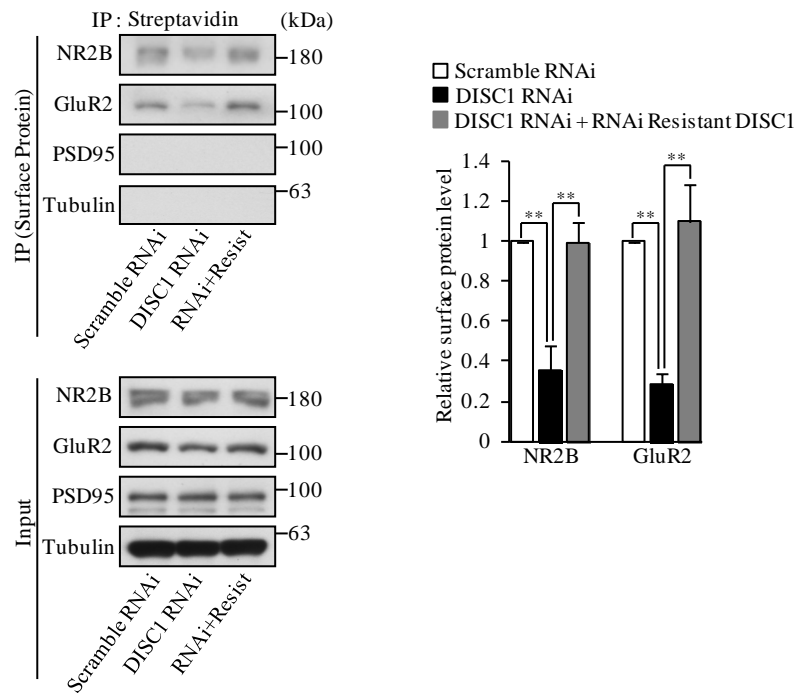 IP : Streptavidin (kDa)
IP (Surface Protein)
NR2B
180
GluR2
100
PSD95
100
Tubulin
63
Scramble RNAi
DISC1 RNAi
RNAi+Resist
Input
NR2B
180
GluR2
100
PSD95
100
Tubulin
63
Scramble RNAi
DISC1 RNAi
RNAi+Resist
Scramble RNAi
DISC1 RNAi
DISC1 RNAi + RNAi Resistant DISC1
Relative surface protein level
1.4
1.2
1
0.8
0.6
0.4
0.2
0
** **
** **
NR2B GluR2